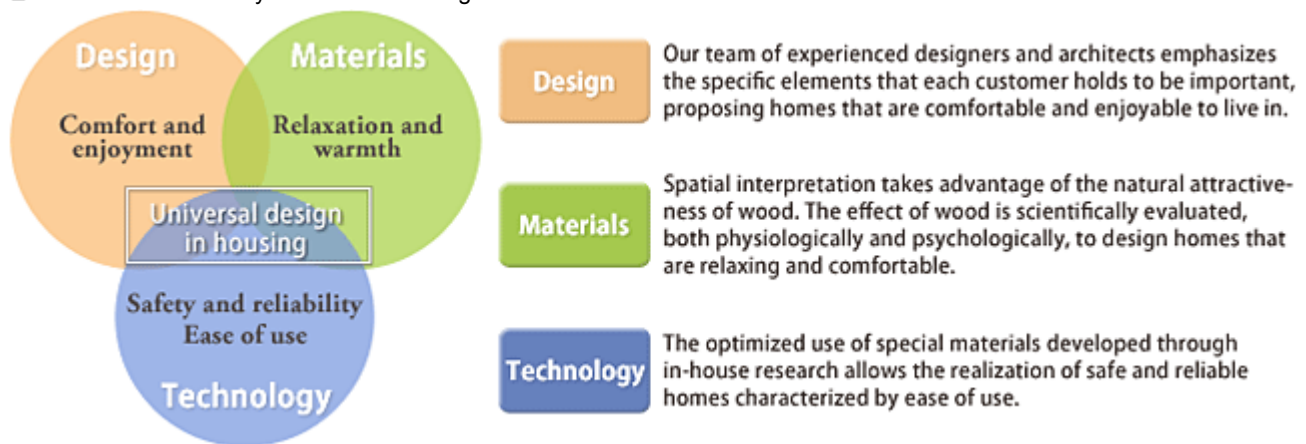 Design
Comfort and
enjoyment
Materials
Relaxation and
warmth
Universal design
in housing
Safety and reliability
Ease of use
Technology
Design
Our team of experienced designers and architects emphasizes
the specific elements that each customer holds to be important,
proposing homes that are comfortable and enjoyable to live in.
Materials
Spatial interpretation takes advantage of the natural attractive-
ness of wood. The effect of wood is scientifically evaluated,
both physiologically and psychologically, to design homes that
are relaxing and comfortable.
Technology
The optimized use of special materials developed through
in-house research allows the realization of safe and reliable
homes characterized by ease of use.